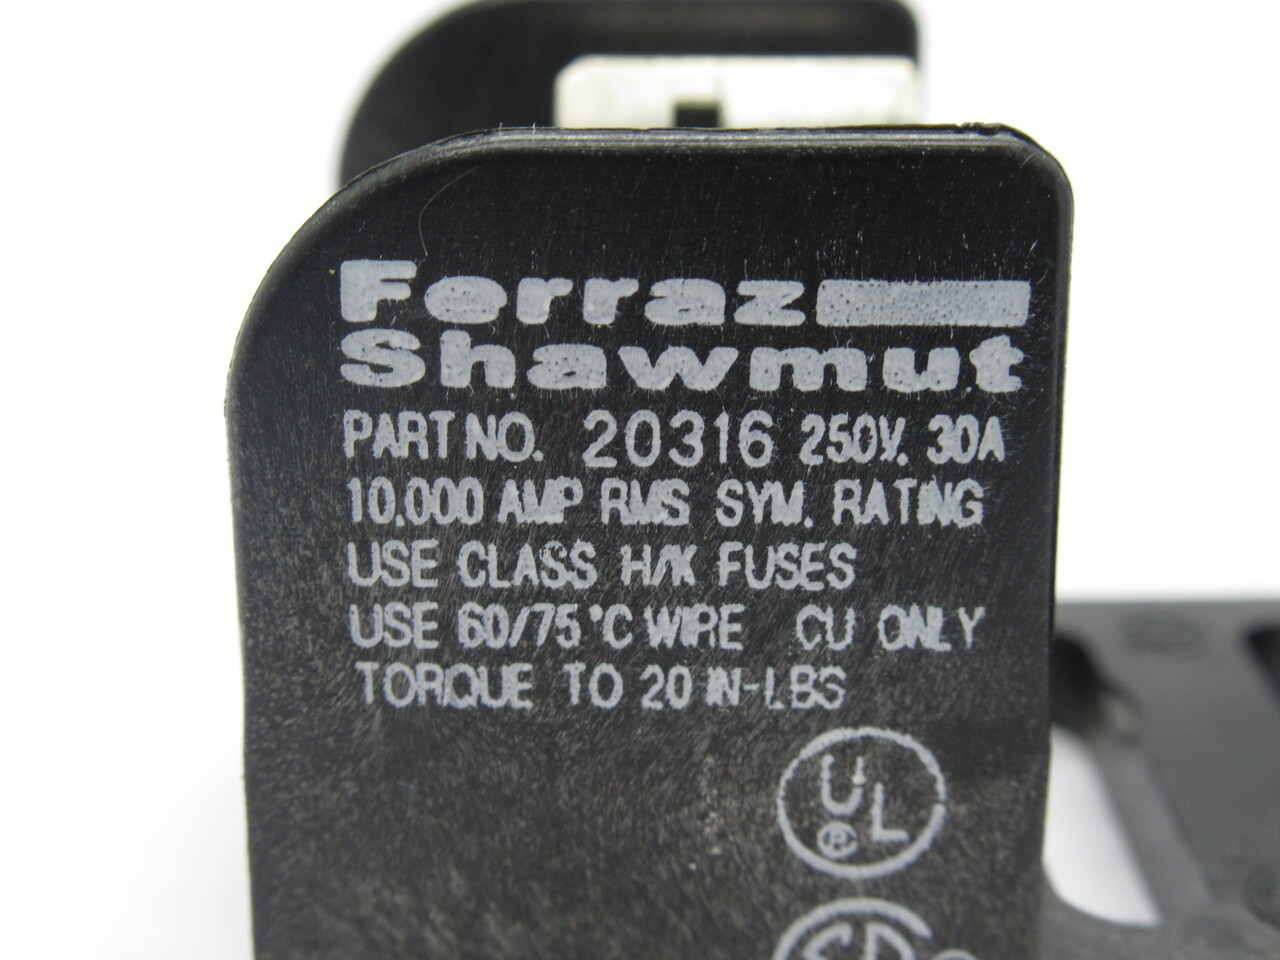 Ferraz
Shawmut
PART NO. 20316 250V. 30A
10,000 AMP RMS SYM. RATING
USE CLASS H/K FUSES
USE 60/75°C WIRE CU ONLY
TORQUE TO 20 IN-LBS
UL
®